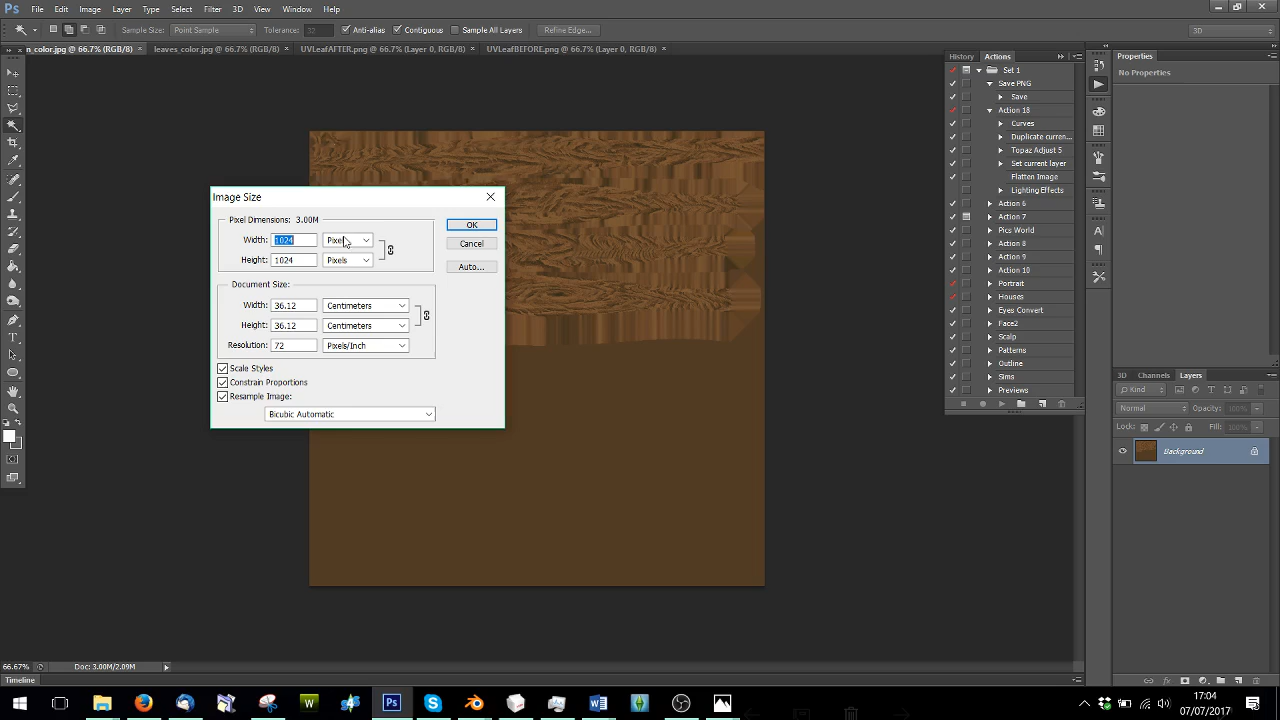 Ps File Edit Image Layer Type Select Filter 3D View Window Help
Sample Size: Point Sample Tolerance: 32 Anti-alias Contiguous Sample All Layers Refine Edge... 3D
n_color.jpg @ 66.7% (RGB/8) × leaves_color.jpg @ 66.7% (RGB/8) × UVLeafAFTER.png @ 66.7% (Layer 0, RGB/8) × UVLeafBEFORE.png @ 66.7% (Layer 0, RGB/8) ×
Image Size
Pixel Dimensions: 3.00M
Width: 1024 Pixels
Height: 1024 Pixels
OK
Cancel
Auto...
Document Size:
Width: 36.12 Centimeters
Height: 36.12 Centimeters
Resolution: 72 Pixels/Inch
Scale Styles
Constrain Proportions
Resample Image:
Bicubic Automatic
History Actions
Set 1
Save PNG
Save
Action 18
Curves
Duplicate curren...
Topaz Adjust 5
Set current layer
Flatten Image
Lighting Effects
Action 6
Action 7
Pics World
Action 8
Action 9
Action 10
Portrait
Houses
Eyes Convert
Face2
Scalp
Patterns
Outline
Sims
Previews
Properties
No Properties
3D Channels Layers
Kind
Normal Opacity: 100%
Lock: Fill: 100%
Background
66.67% Doc: 3.00M/2.09M
Timeline
17:04
07/07/2017